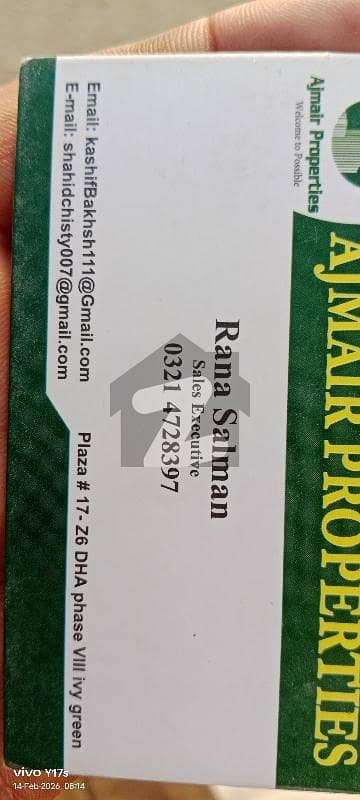 Ajmair Properties
Welcome to Possible
AJMAIR PROPERTIES
Rana Salman
Sales Executive
0321 4728397
Email: kashifBakhsh111@Gmail.com
E-mail: shahidchisty007@gmail.com
Plaza # 17- Z6 DHA phase VIII ivy green
vivo Y17s
14-Feb-2026 08:14